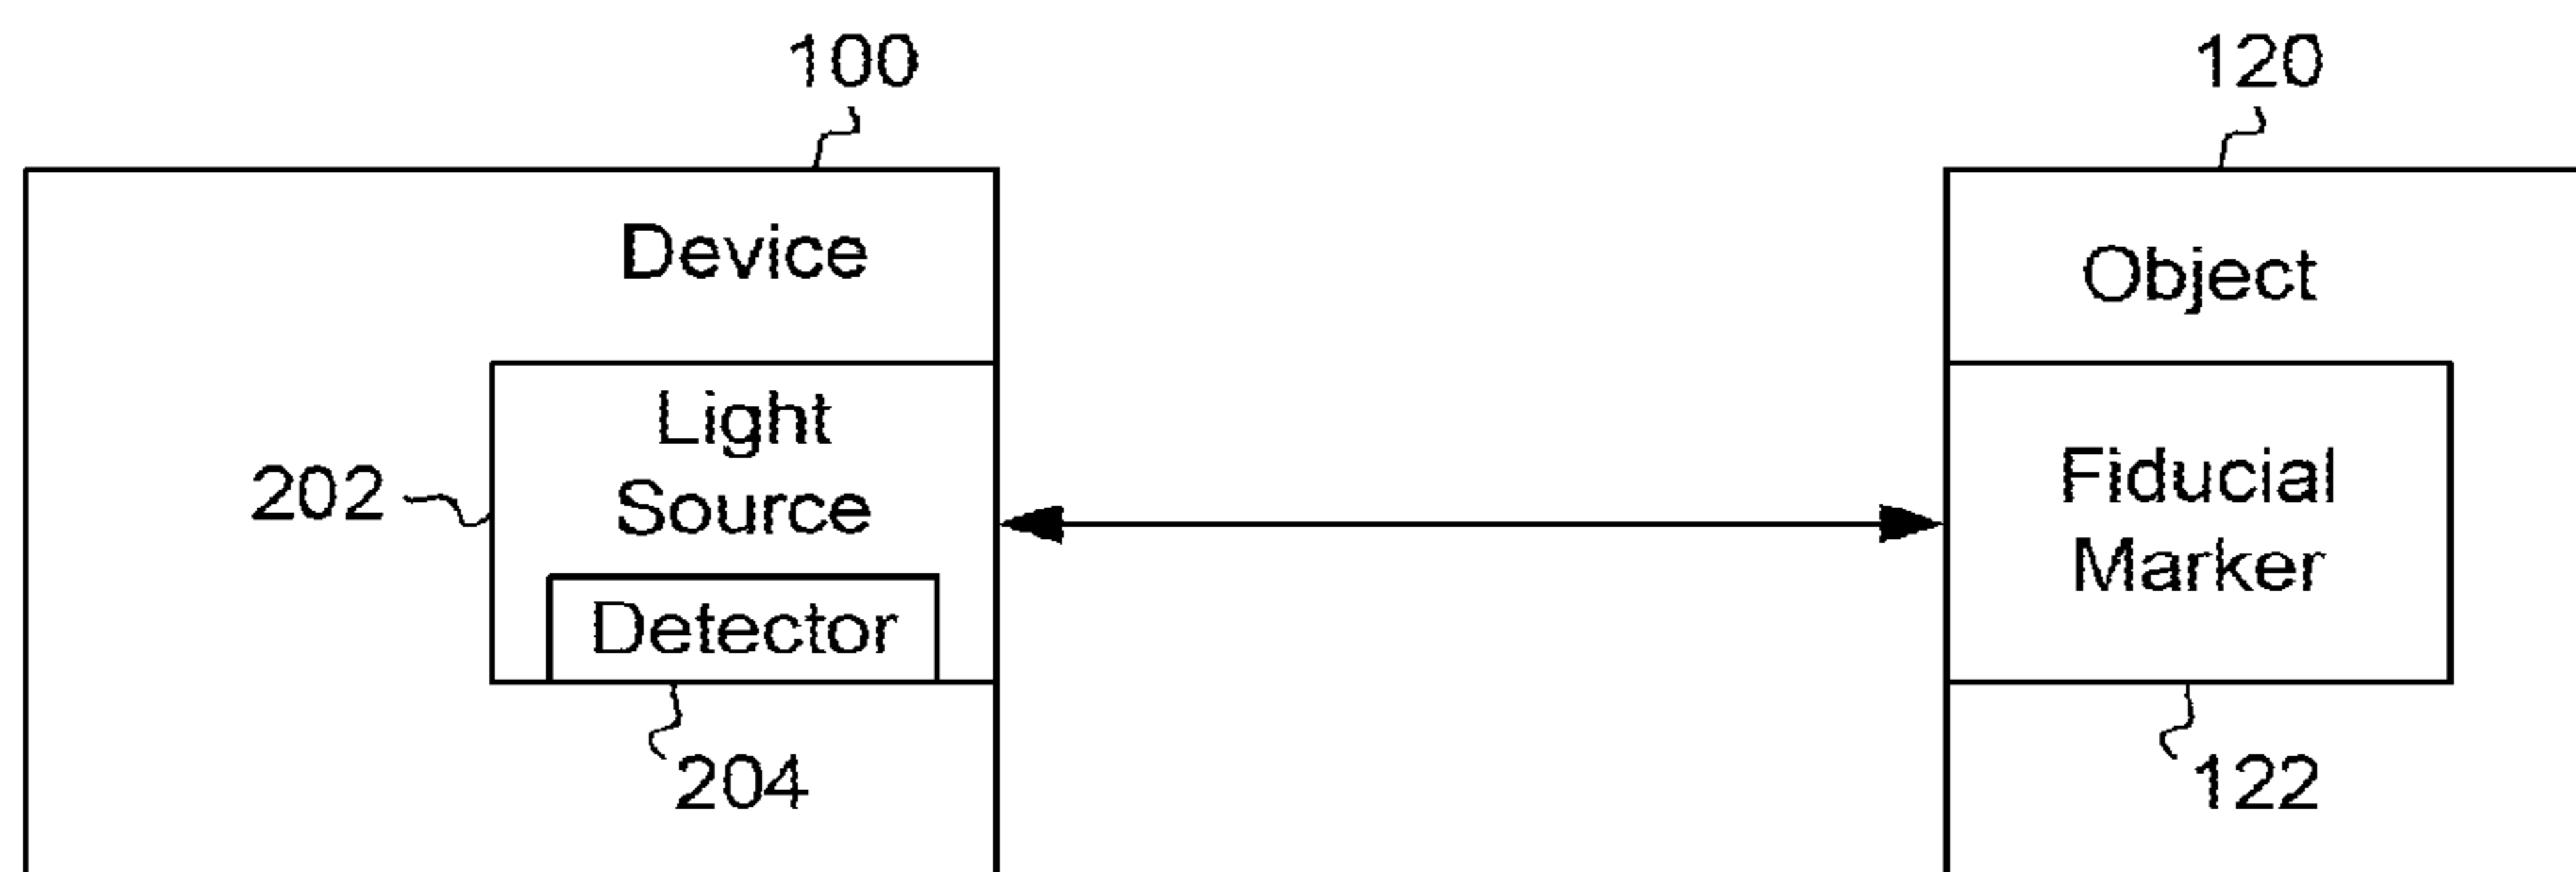 100
120
Device
Object
Light
Source
202
Detector
204
Fiducial
Marker
122